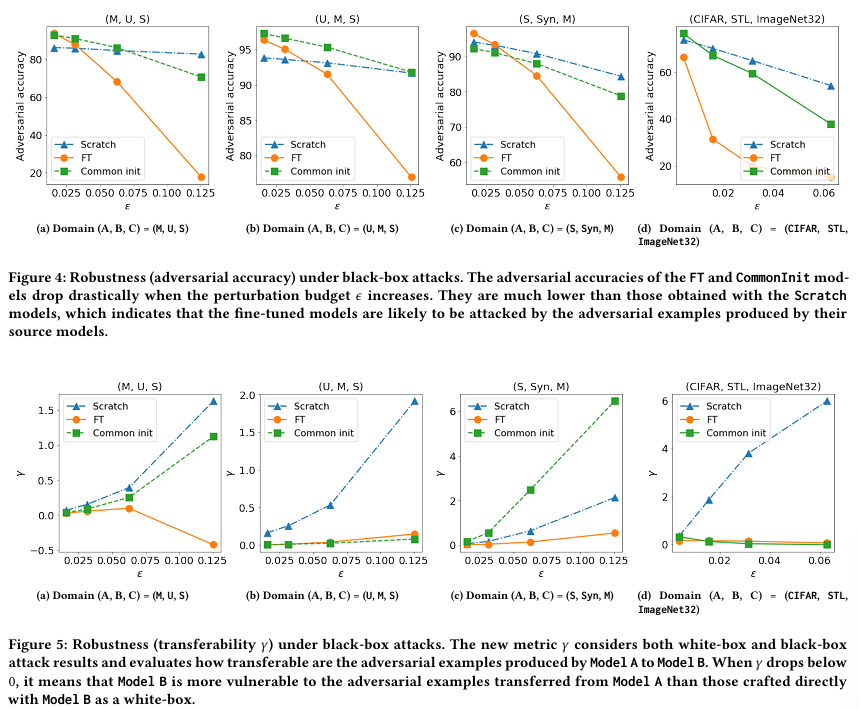 (M, U, S)
Adversarial accuracy
80
60
40
20
0.025 0.050 0.075 0.100 0.125
ε
Scratch
FT
Common init
(a) Domain (A, B, C) = (M, U, S)
(U, M, S)
Adversarial accuracy
95
90
85
80
0.025 0.050 0.075 0.100 0.125
ε
Scratch
FT
Common init
(b) Domain (A, B, C) = (U, M, S)
(S, Syn, M)
Adversarial accuracy
90
80
70
60
0.025 0.050 0.075 0.100 0.125
ε
Scratch
FT
Common init
(c) Domain (A, B, C) = (S, Syn, M)
(CIFAR, STL, ImageNet32)
Adversarial accuracy
60
40
20
0.02 0.04 0.06
ε
Scratch
FT
Common init
(d) Domain (A, B, C) = (CIFAR, STL,
ImageNet32)
Figure 4: Robustness (adversarial accuracy) under black-box attacks. The adversarial accuracies of the FT and CommonInit mod-
els drop drastically when the perturbation budget ϵ increases. They are much lower than those obtained with the Scratch
models, which indicates that the fine-tuned models are likely to be attacked by the adversarial examples produced by their
source models.
(M, U, S)
γ
1.5
1.0
0.5
0.0
−0.5
0.025 0.050 0.075 0.100 0.125
ε
Scratch
FT
Common init
(a) Domain (A, B, C) = (M, U, S)
(U, M, S)
γ
2.0
1.5
1.0
0.5
0.0
0.025 0.050 0.075 0.100 0.125
ε
Scratch
FT
Common init
(b) Domain (A, B, C) = (U, M, S)
(S, Syn, M)
γ
6
4
2
0
0.025 0.050 0.075 0.100 0.125
ε
Scratch
FT
Common init
(c) Domain (A, B, C) = (S, Syn, M)
(CIFAR, STL, ImageNet32)
γ
6
4
2
0
0.02 0.04 0.06
ε
Scratch
FT
Common init
(d) Domain (A, B, C) = (CIFAR, STL,
ImageNet32)
Figure 5: Robustness (transferability γ) under black-box attacks. The new metric γ considers both white-box and black-box
attack results and evaluates how transferable are the adversarial examples produced by Model A to Model B. When γ drops below
0, it means that Model B is more vulnerable to the adversarial examples transferred from Model A than those crafted directly
with Model B as a white-box.